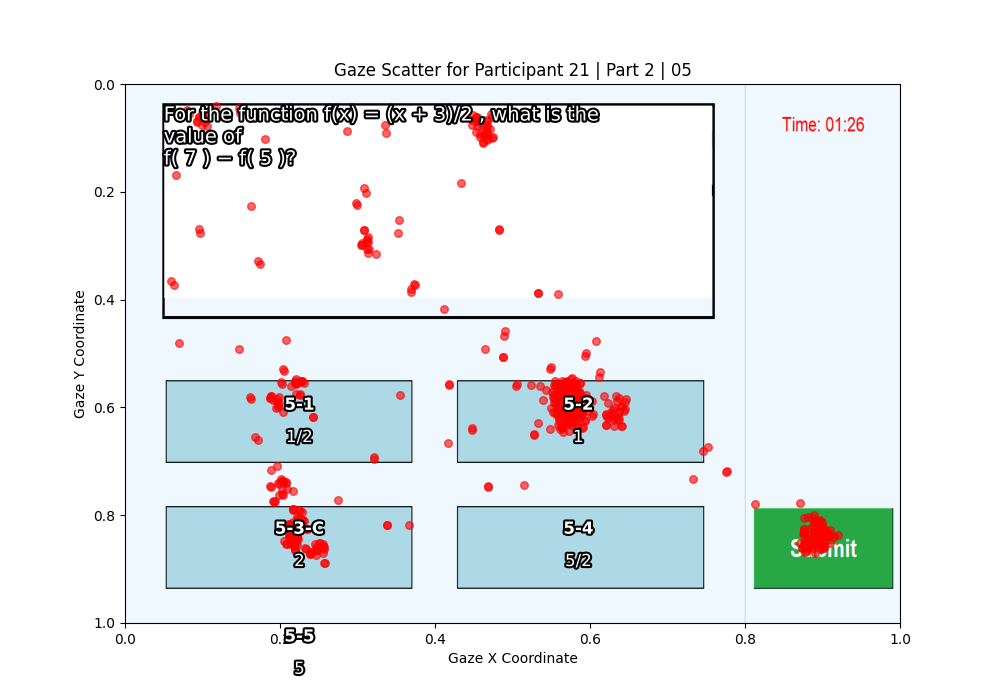 Gaze Scatter for Participant 21 | Part 2 | 05
0.0
0.2
0.4
0.6
0.8
1.0
Gaze Y Coordinate
For the function f(x) = (x + 3)/2 , what is the
value of
f( 7 ) − f( 5 )?
Time: 01:26
5-1
1/2
5-2
1
5-3-C
2
5-4
5/2
Submit
5-5
5
0.0
0.2
0.4
0.6
0.8
1.0
Gaze X Coordinate